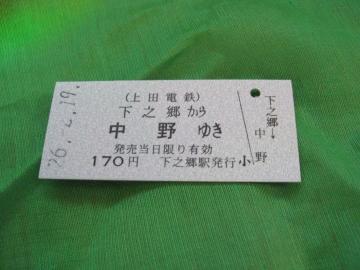 26.-2.19.
(上田電鉄)
下之郷から
中野ゆき
発売当日限り有効
170円 下之郷駅発行
小
下之郷→
中野